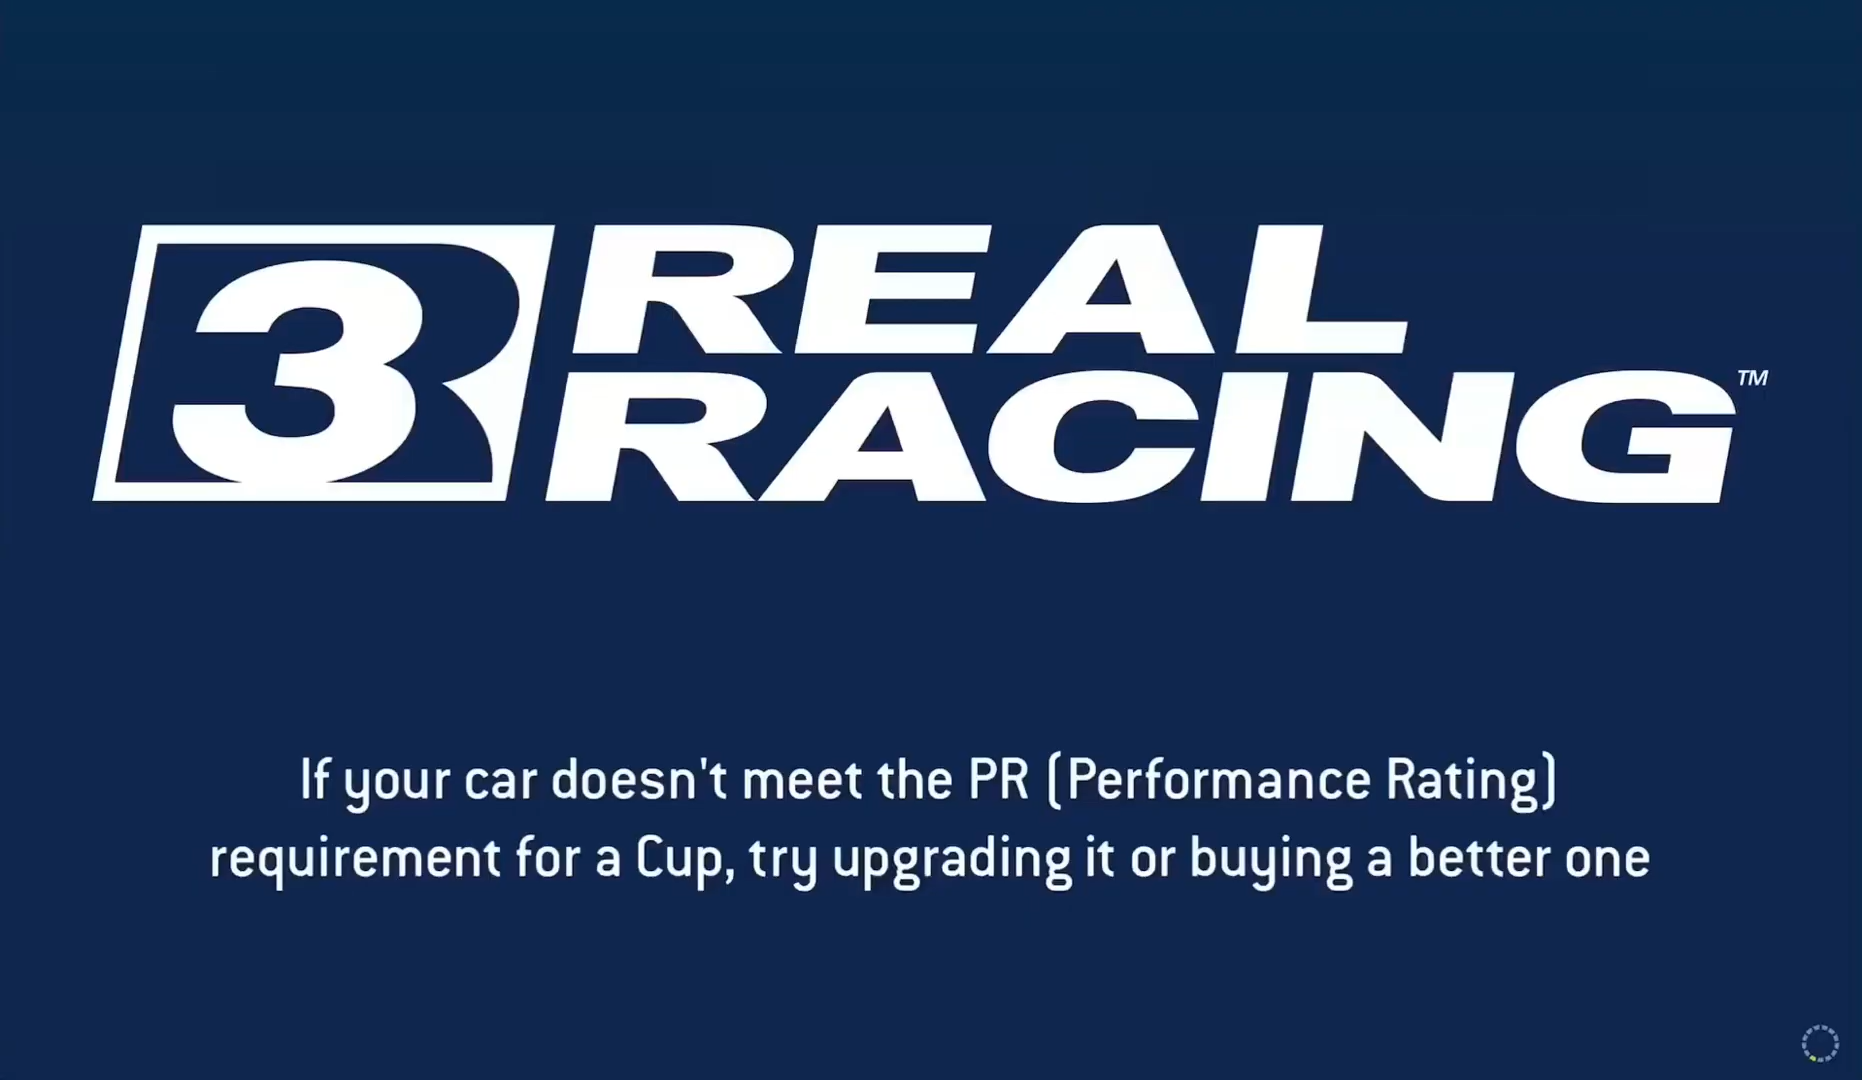 3 REAL
RACING™
If your car doesn't meet the PR (Performance Rating)
requirement for a Cup, try upgrading it or buying a better one